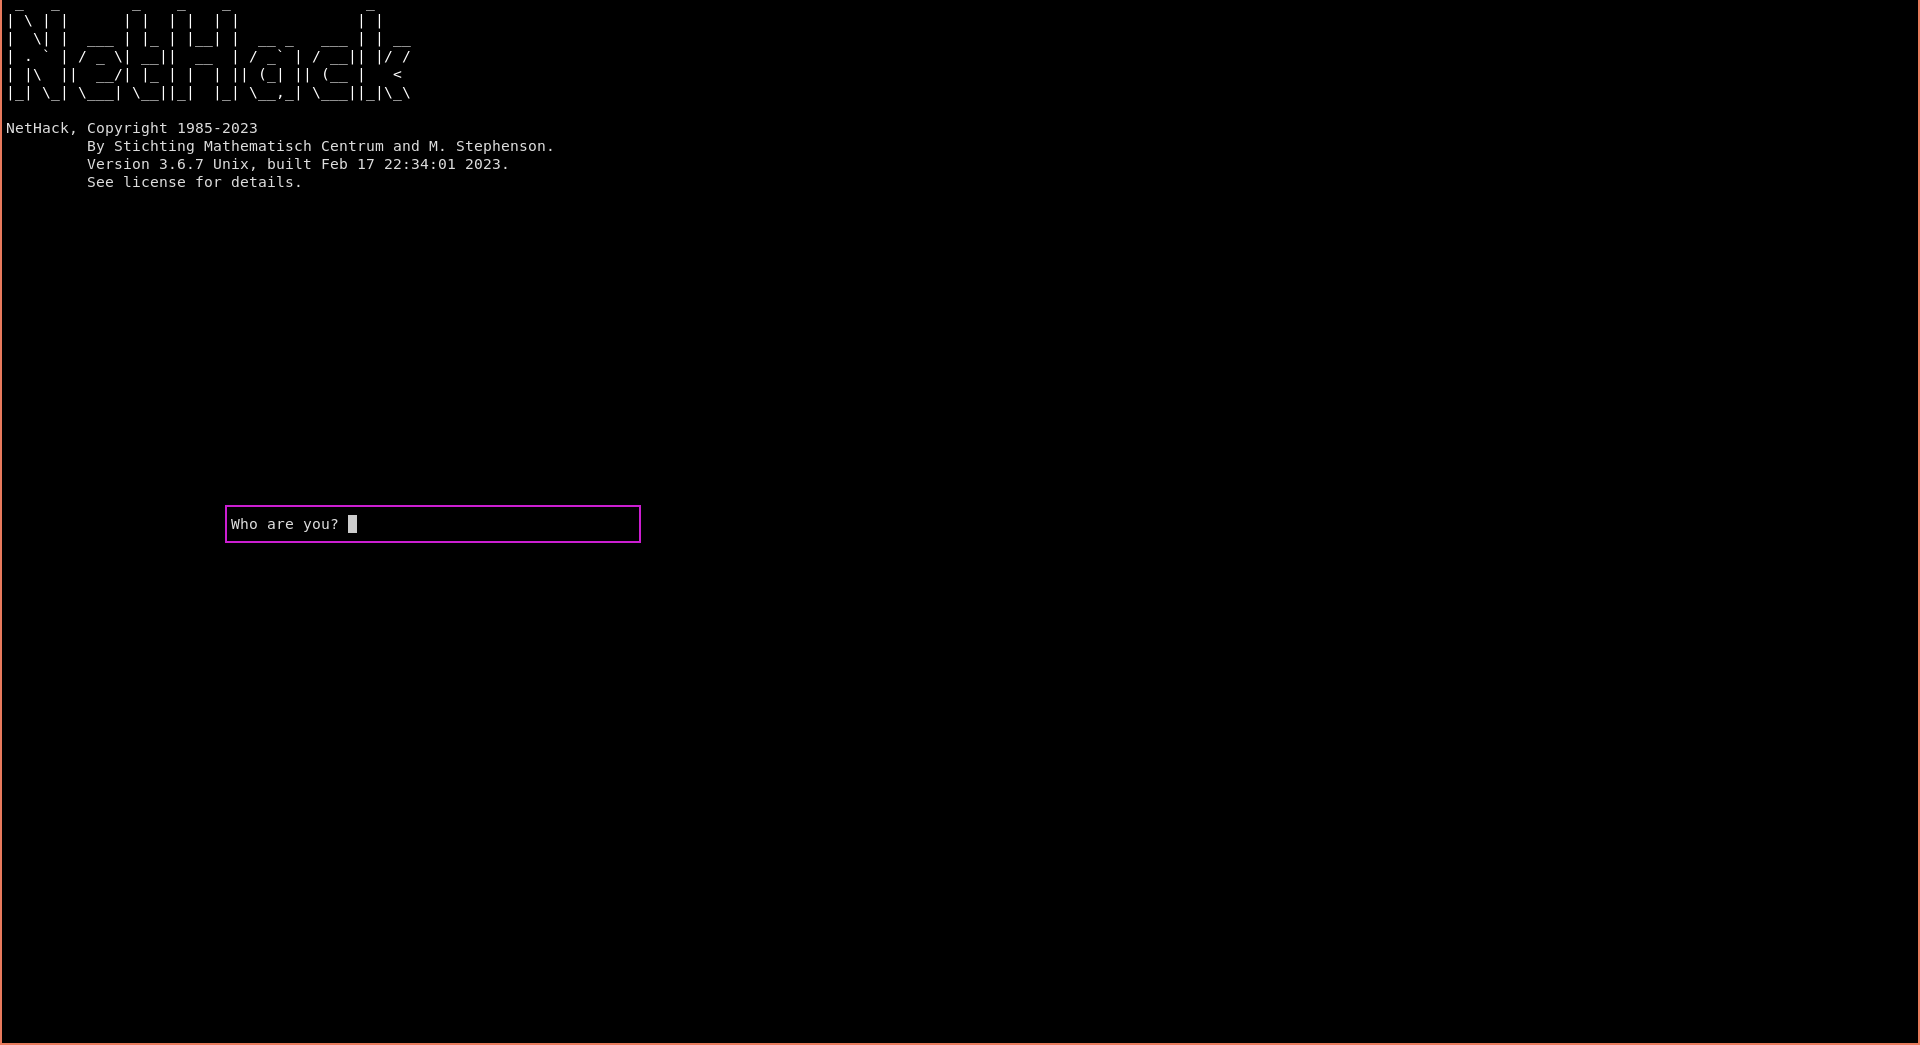 NetHack
NetHack, Copyright 1985-2023
By Stichting Mathematisch Centrum and M. Stephenson.
Version 3.6.7 Unix, built Feb 17 22:34:01 2023.
See license for details.
Who are you?